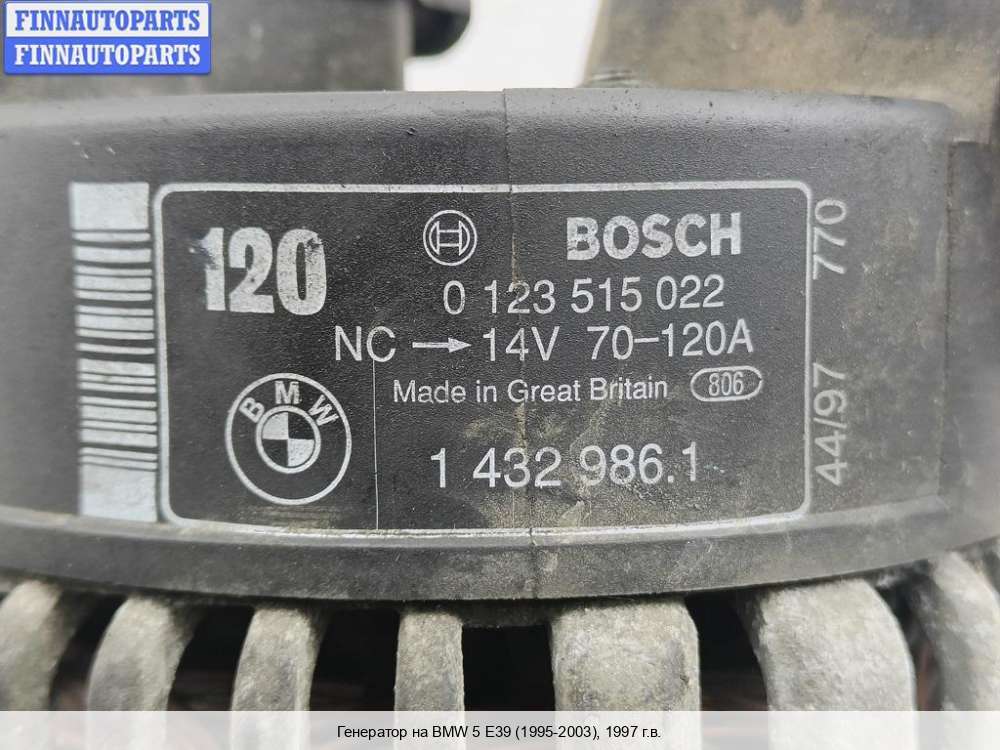 FINNAUTOPARTS
FINNAUTOPARTS
120
BOSCH
0 123 515 022
NC → 14V 70-120A
Made in Great Britain 806
BMW
1 432 986.1
44/97 770
Генератор на BMW 5 E39 (1995-2003), 1997 г.в.